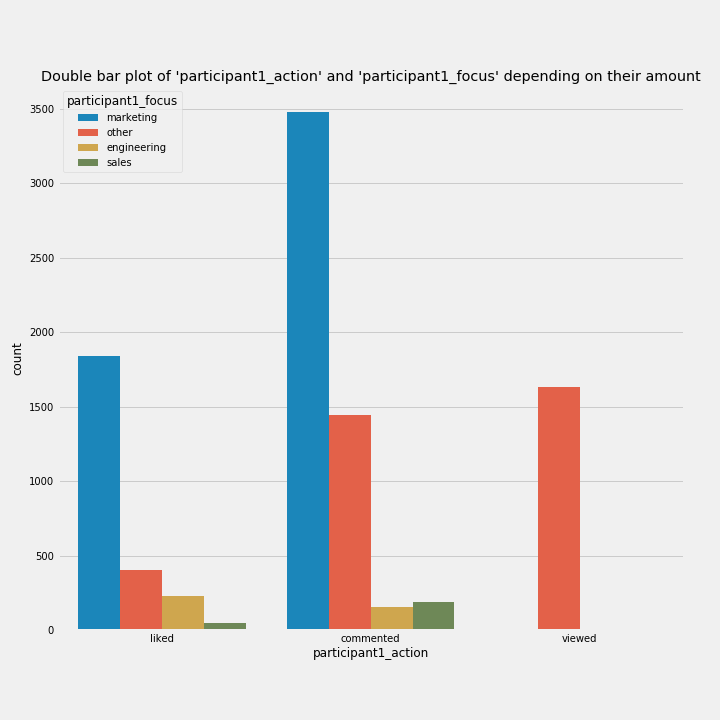 Double bar plot of 'participant1_action' and 'participant1_focus' depending on their amount
participant1_focus
marketing
other
engineering
sales
3500
3000
2500
2000
1500
1000
500
0
count
liked
commented
viewed
participant1_action